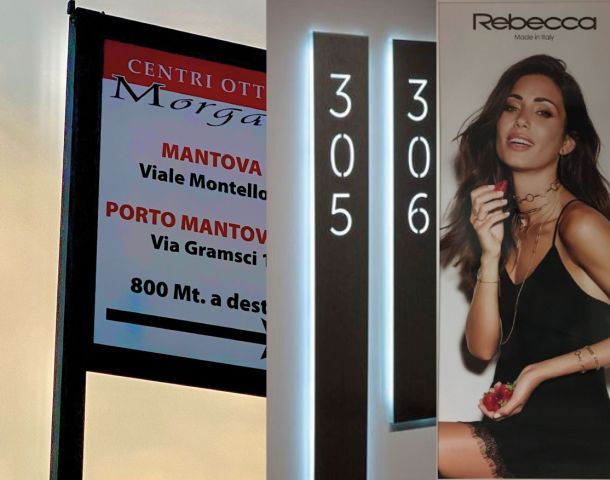 CENTRI OTT
Morga
MANTOVA
Viale Montello
PORTO MANTOV
Via Gramsci 1
800 Mt. a dest
305
306
Rebecca
Made in Italy